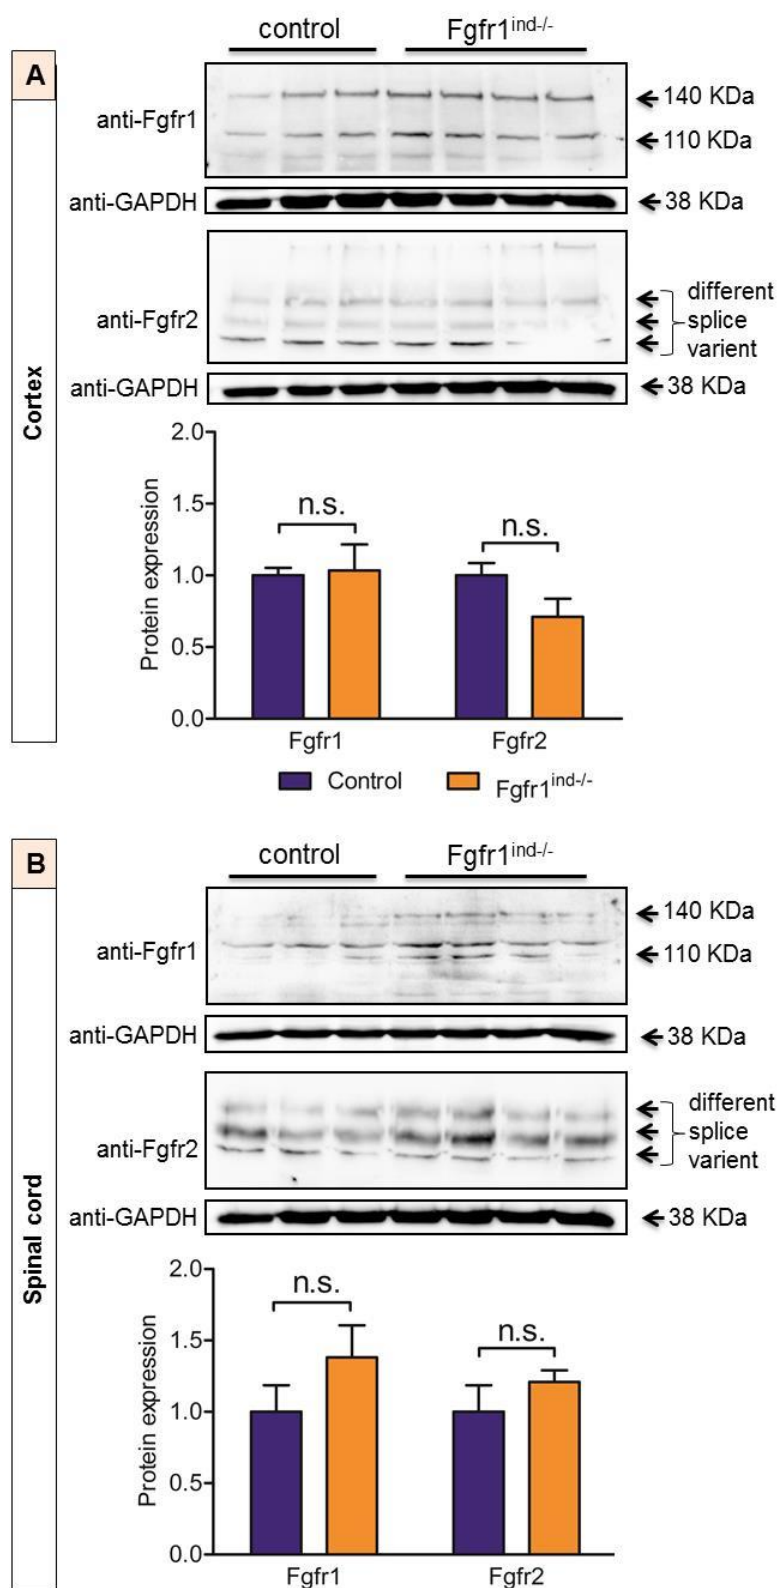 control Fgfr1ind-/-
A
Cortex
anti-Fgfr1
140 KDa
110 KDa
anti-GAPDH
38 KDa
anti-Fgfr2
different
splice
varient
anti-GAPDH
38 KDa
Protein expression
2.0
1.5
1.0
0.5
0.0
n.s.
n.s.
Fgfr1 Fgfr2
Control Fgfr1ind-/-
B
Spinal cord
control Fgfr1ind-/-
anti-Fgfr1
140 KDa
110 KDa
anti-GAPDH
38 KDa
anti-Fgfr2
different
splice
varient
anti-GAPDH
38 KDa
Protein expression
2.0
1.5
1.0
0.5
0.0
n.s.
n.s.
Fgfr1 Fgfr2